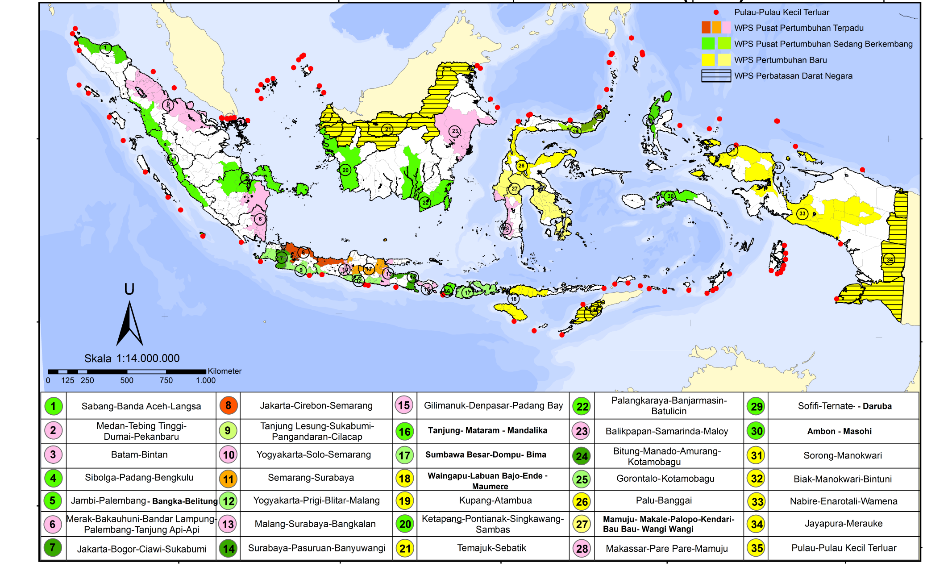 Pulau-Pulau Kecil Terluar
WPS Pusat Pertumbuhan Terpadu
WPS Pusat Pertumbuhan Sedang Berkembang
WPS Pertumbuhan Baru
WPS Perbatasan Darat Negara
U
Skala 1:14.000.000
Kilometer
0 125 250 500 750 1.000
1 Sabang-Banda Aceh-Langsa
2 Medan-Tebing Tinggi-
Dumai-Pekanbaru
3 Batam-Bintan
4 Sibolga-Padang-Bengkulu
5 Jambi-Palembang-Bangka-Belitung
6 Merak-Bakauhuni-Bandar Lampung-
Palembang-Tanjung Api-Api
7 Jakarta-Bogor-Ciawi-Sukabumi
8 Jakarta-Cirebon-Semarang
9 Tanjung Lesung-Sukabumi-
Pangandaran-Cilacap
10 Yogyakarta-Solo-Semarang
11 Semarang-Surabaya
12 Yogyakarta-Prigi-Blitar-Malang
13 Malang-Surabaya-Bangkalan
14 Surabaya-Pasuruan-Banyuwangi
15 Gilimanuk-Denpasar-Padang Bay
16 Tanjung- Mataram - Mandalika
17 Sumbawa Besar-Dompu- Bima
18 Waingapu-Labuan Bajo-Ende -
Maumere
19 Kupang-Atambua
20 Ketapang-Pontianak-Singkawang-
Sambas
21 Temajuk-Sebatik
22 Palangkaraya-Banjarmasin-
Batulicin
23 Balikpapan-Samarinda-Maloy
24 Bitung-Manado-Amurang-
Kotamobagu
25 Gorontalo-Kotamobagu
26 Palu-Banggai
27 Mamuju- Makale-Palopo-Kendari-
Bau Bau- Wangi Wangi
28 Makassar-Pare Pare-Mamuju
29 Sofifi-Ternate- - Daruba
30 Ambon - Masohi
31 Sorong-Manokwari
32 Biak-Manokwari-Bintuni
33 Nabire-Enarotali-Wamena
34 Jayapura-Merauke
35 Pulau-Pulau Kecil Terluar